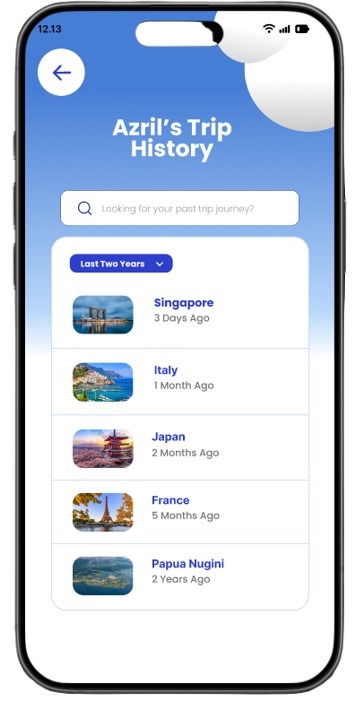 12.13
Azril's Trip
History
Looking for your past trip journey?
Last Two Years
Singapore
3 Days Ago
Italy
1 Month Ago
Japan
2 Months Ago
France
5 Months Ago
Papua Nugini
2 Years Ago